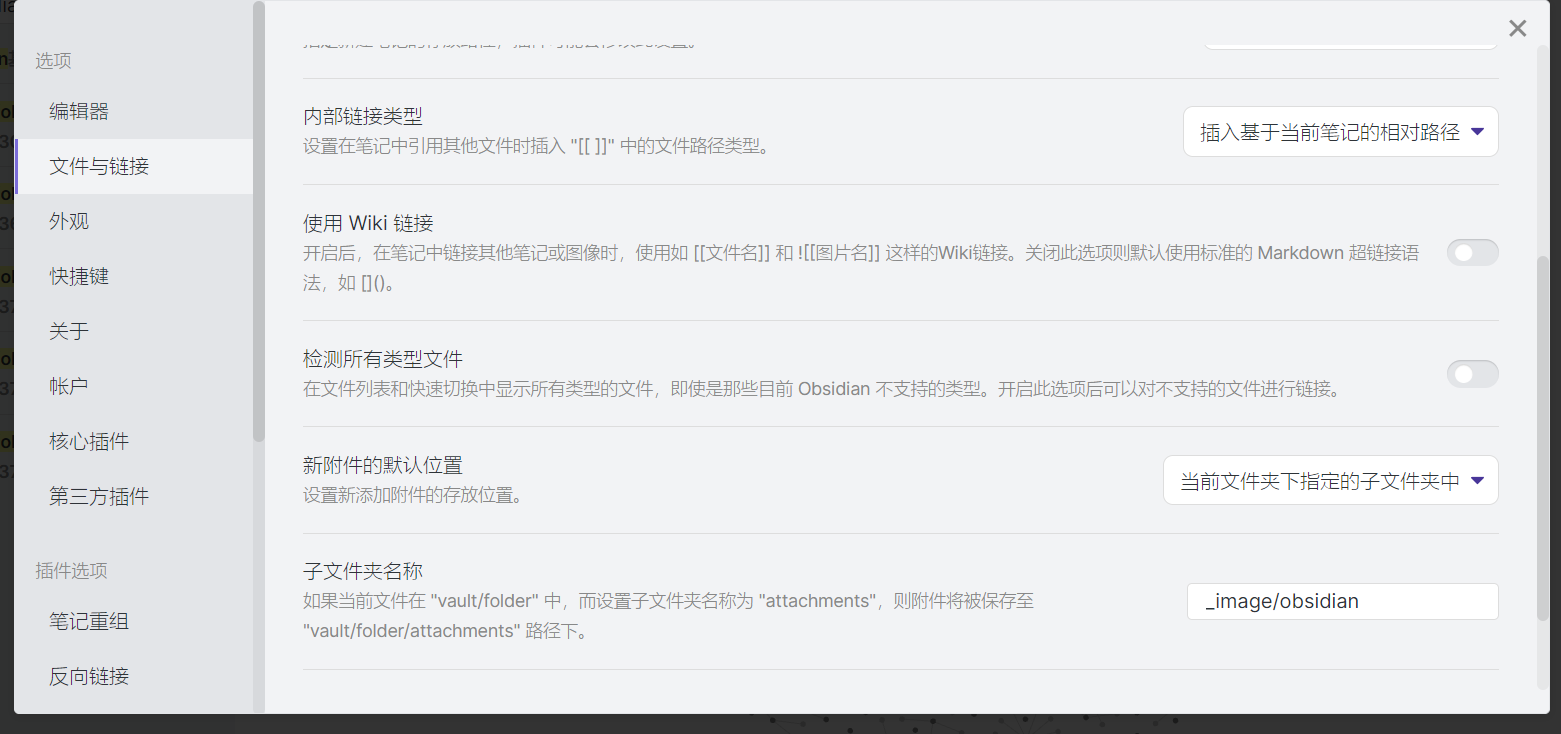 选项
编辑器
文件与链接
外观
快捷键
关于
帐户
核心插件
第三方插件
插件选项
笔记重组
反向链接
内部链接类型
设置在笔记中引用其他文件时插入 "[[ ]]" 中的文件路径类型。
插入基于当前笔记的相对路径
使用 Wiki 链接
开启后，在笔记中链接其他笔记或图像时，使用如 [[文件名]] 和 ![[图片名]] 这样的Wiki链接。关闭此选项则默认使用标准的 Markdown 超链接语
法，如 []()。
检测所有类型文件
在文件列表和快速切换中显示所有类型的文件，即使是那些目前 Obsidian 不支持的类型。开启此选项后可以对不支持的文件进行链接。
新附件的默认位置
设置新添加附件的存放位置。
当前文件夹下指定的子文件夹中
子文件夹名称
如果当前文件在 "vault/folder" 中，而设置子文件夹名称为 "attachments"，则附件将被保存至
"vault/folder/attachments" 路径下。
_image/obsidian